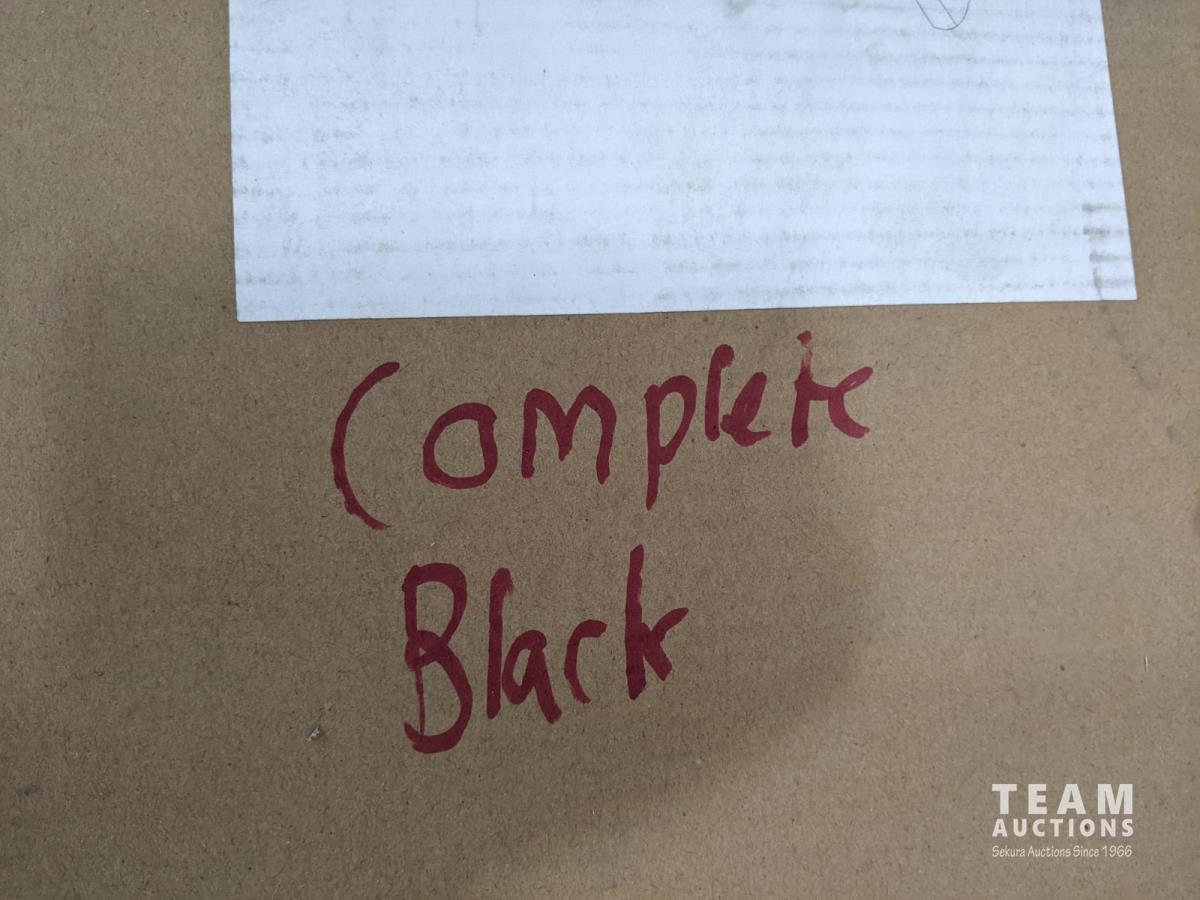 Complete
Black
TEAM
AUCTIONS
Sekura Auctions Since 1966